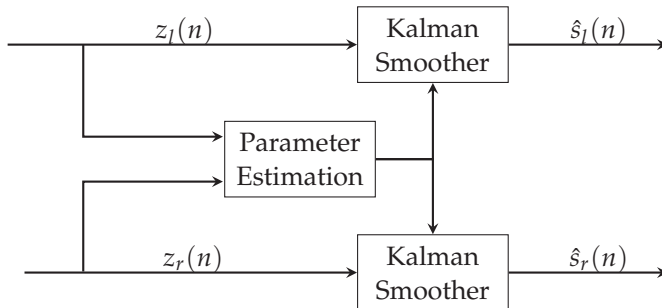 z_l(n)
Kalman
Smoother
ŝ_l(n)
Parameter
Estimation
z_r(n)
Kalman
Smoother
ŝ_r(n)